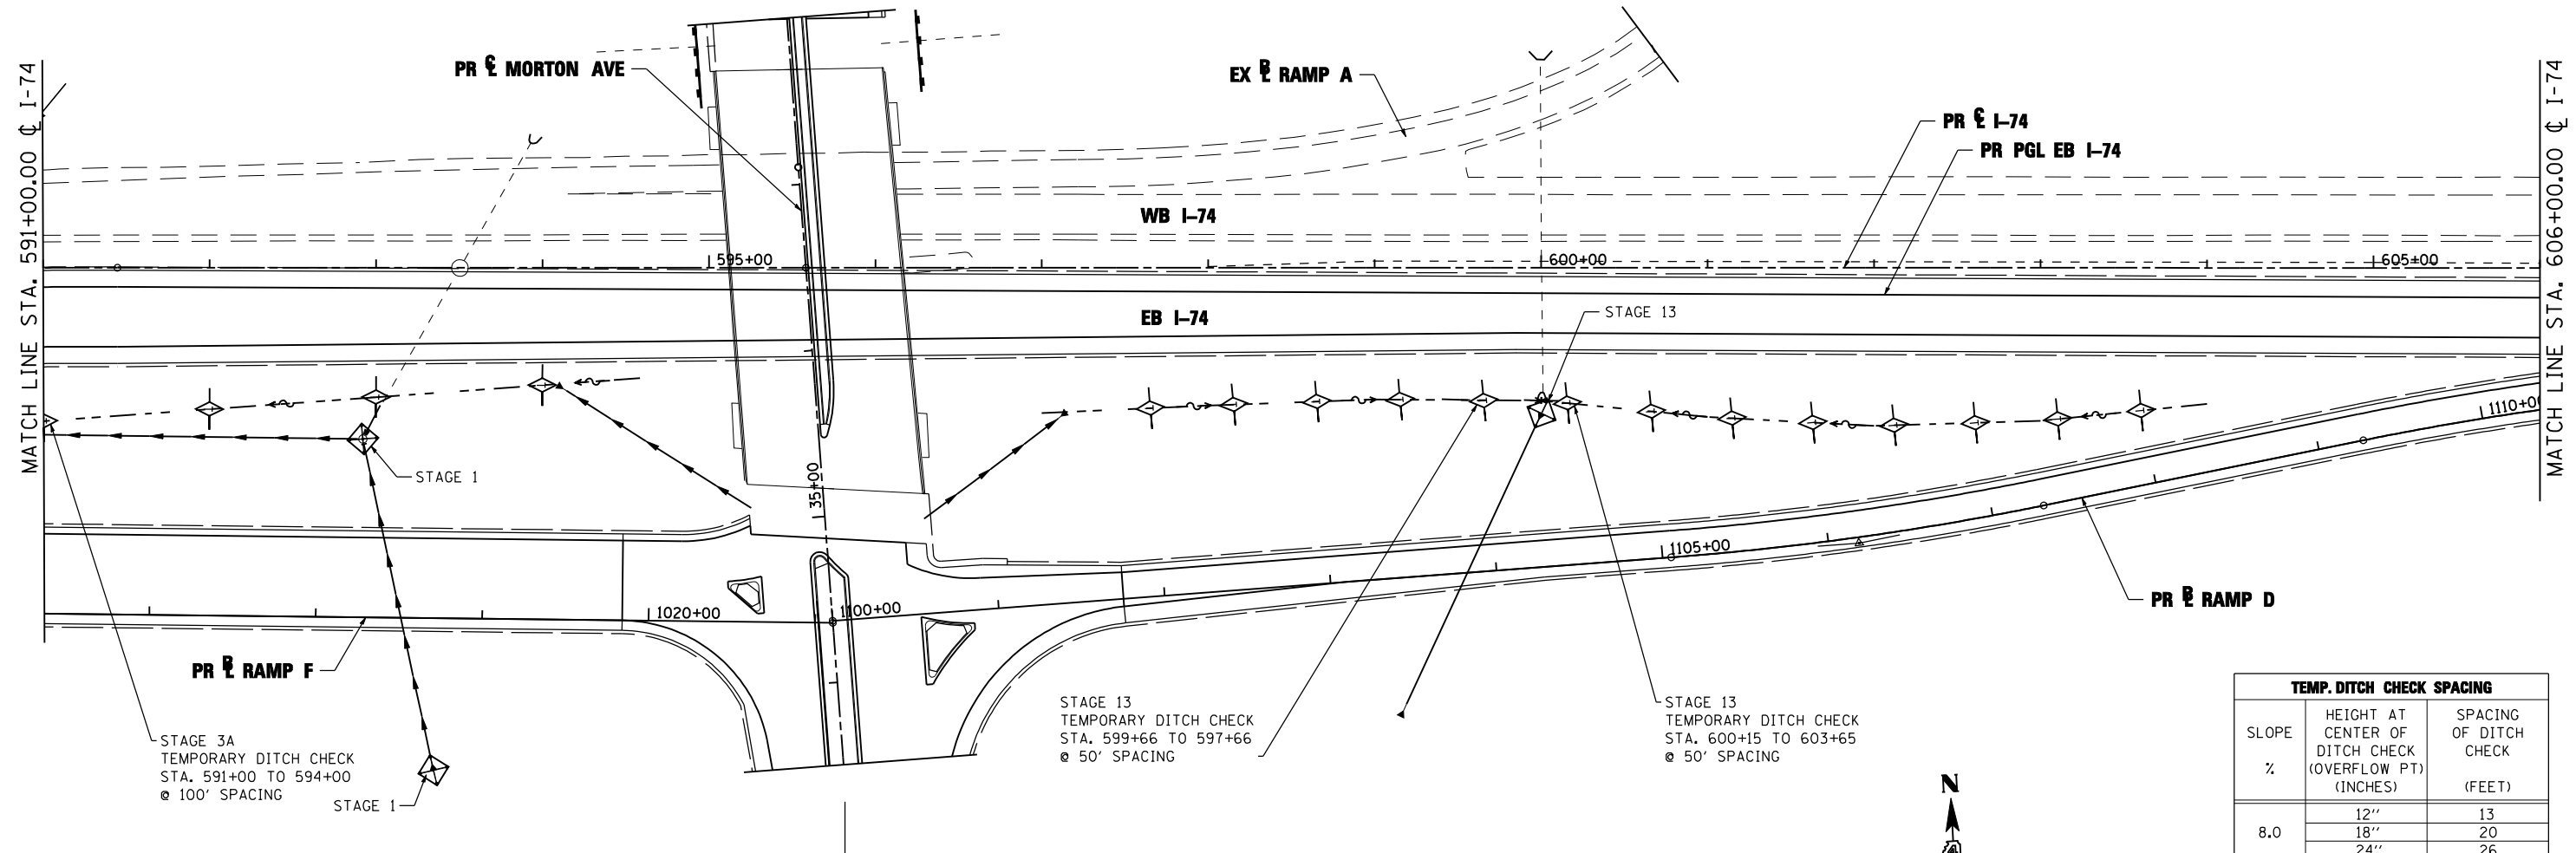 MATCH LINE STA. 591+00.00 ℄ I-74
PR ℄ MORTON AVE
EX BL RAMP A
PR ℄ I-74
PR PGL EB I-74
MATCH LINE STA. 606+00.00 ℄ I-74
WB I-74
595+00
600+00
605+00
EB I-74
STAGE 13
STAGE 1
35+00
1110+00
1105+00
1020+00
1100+00
PR BL RAMP F
PR BL RAMP D
STAGE 3A
TEMPORARY DITCH CHECK
STA. 591+00 TO 594+00
@ 100' SPACING
STAGE 1
STAGE 13
TEMPORARY DITCH CHECK
STA. 599+66 TO 597+66
@ 50' SPACING
STAGE 13
TEMPORARY DITCH CHECK
STA. 600+15 TO 603+65
@ 50' SPACING
N
TEMP. DITCH CHECK SPACING
SLOPE
%
HEIGHT AT
CENTER OF
DITCH CHECK
(OVERFLOW PT)
(INCHES)
SPACING
OF DITCH
CHECK
(FEET)
8.0
12'' 13
18'' 20
24'' 26